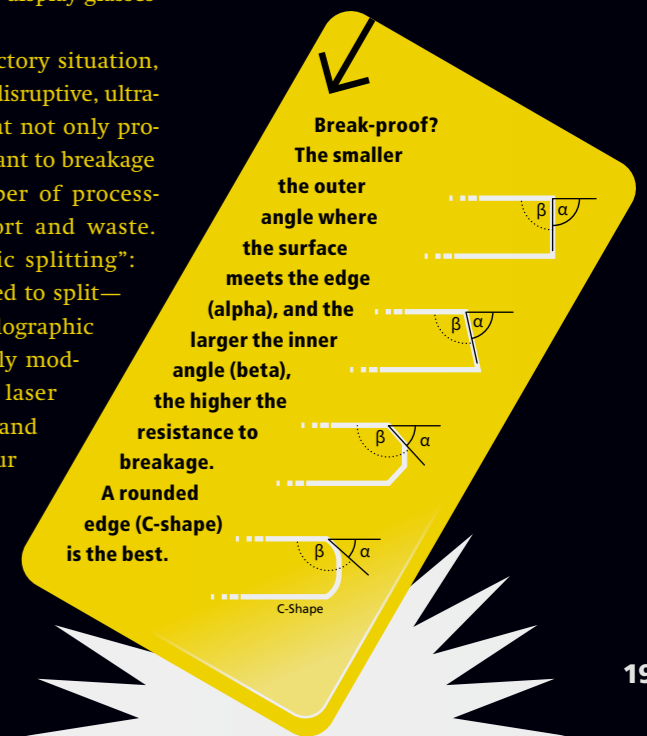 display glasses
ctory situation,
disruptive, ultra-
at not only pro-
ant to breakage
ber of process-
ort and waste.
ic splitting”:
ed to split—
lographic
ly mod-
laser
and
ur
Break-proof?
The smaller
the outer
angle where
the surface
meets the edge
(alpha), and the
larger the inner
angle (beta),
the higher the
resistance to
breakage.
A rounded
edge (C-shape)
is the best.
β α
β α
β α
β α
C-Shape
19